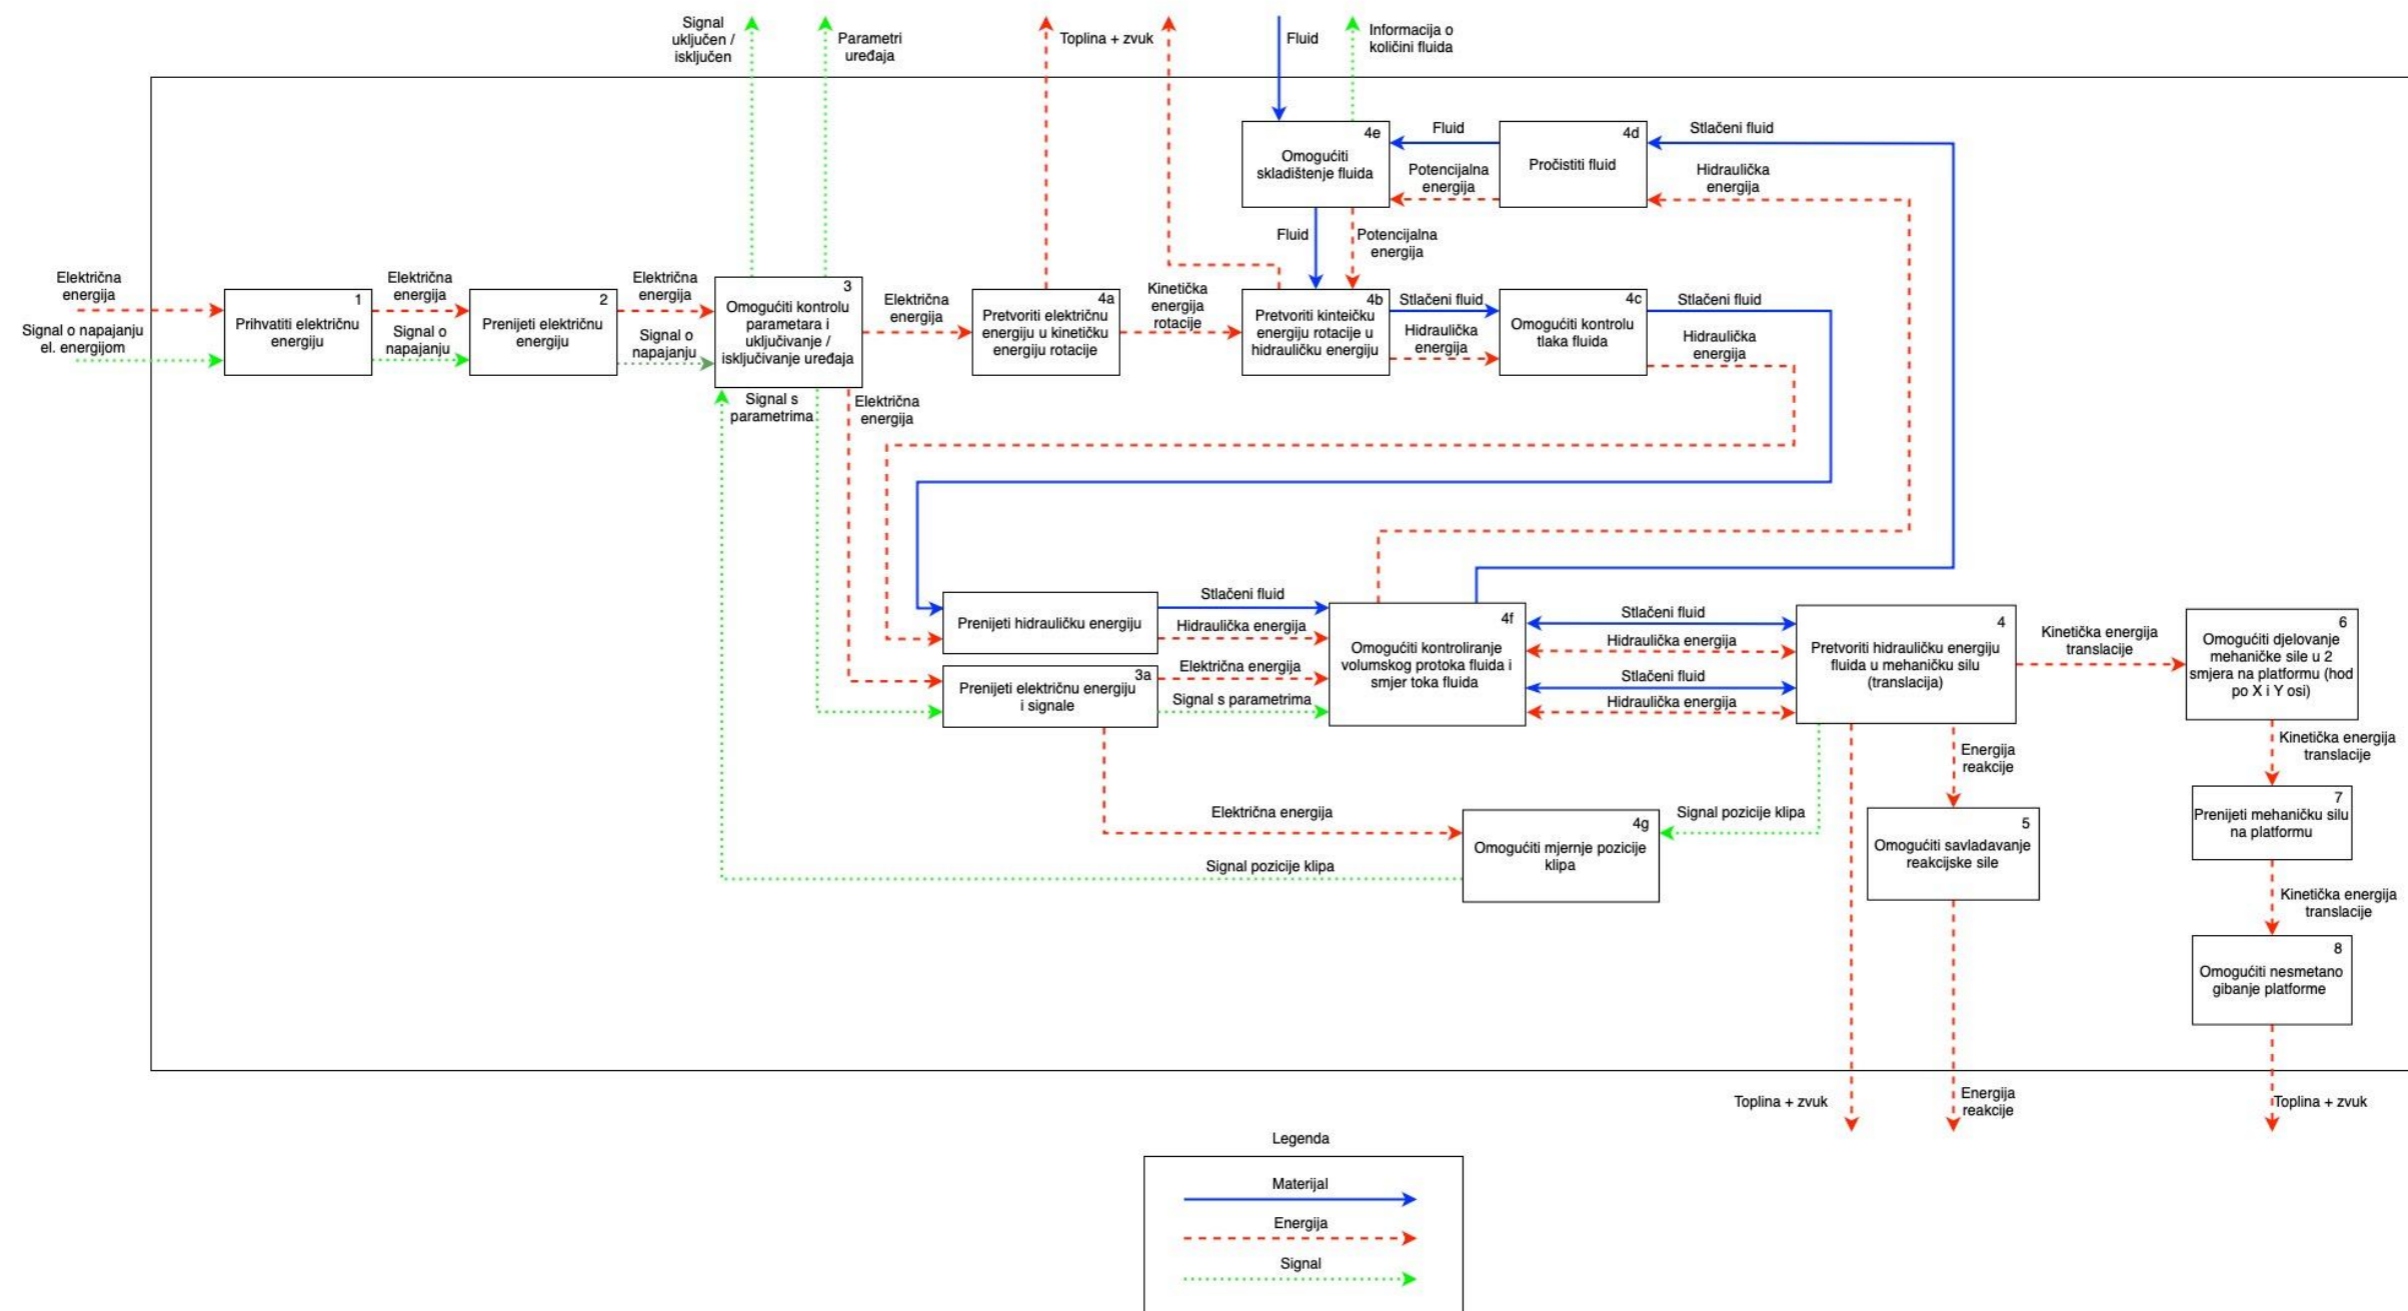 Signal
uključen /
isključen
Parametri
uređaja
Toplina + zvuk
Fluid
Informacija o
količini fluida
4e
Omogućiti
skladištenje fluida
Fluid
Potencijalna
energija
4d
Pročistiti fluid
Stlačeni fluid
Hidraulička
energija
Fluid
Potencijalna
energija
Električna
energija
Signal o napajanju
el. energijom
1
Prihvatiti električnu
energiju
Električna
energija
Signal o
napajanju
2
Prenijeti električnu
energiju
Električna
energija
Signal o
napajanju
3
Omogućiti kontrolu
parametara i
uključivanje /
isključivanje uređaja
Električna
energija
4a
Pretvoriti električnu
energiju u kinetičku
energiju rotacije
Kinetička
energija
rotacije
4b
Pretvoriti kinteičku
energiju rotacije u
hidrauličku energiju
Stlačeni fluid
Hidraulička
energija
4c
Omogućiti kontrolu
tlaka fluida
Stlačeni fluid
Hidraulička
energija
Signal s
parametrima
Električna
energija
Prenijeti hidrauličku energiju
Stlačeni fluid
Hidraulička energija
3a
Prenijeti električnu energiju
i signale
Električna energija
Signal s parametrima
4f
Omogućiti kontroliranje
volumskog protoka fluida i
smjer toka fluida
Stlačeni fluid
Hidraulička energija
Stlačeni fluid
Hidraulička energija
4
Pretvoriti hidrauličku energiju
fluida u mehaničku silu
(translacija)
Kinetička energija
translacije
6
Omogućiti djelovanje
mehaničke sile u 2
smjera na platformu (hod
po X i Y osi)
Kinetička energija
translacije
Energija
reakcije
Električna energija
Signal pozicije klipa
4g
Omogućiti mjernje pozicije
klipa
Signal pozicije klipa
5
Omogućiti savladavanje
reakcijske sile
7
Prenijeti mehaničku silu
na platformu
Kinetička energija
translacije
8
Omogućiti nesmetano
gibanje platforme
Toplina + zvuk
Energija
reakcije
Toplina + zvuk
Legenda
Materijal
Energija
Signal